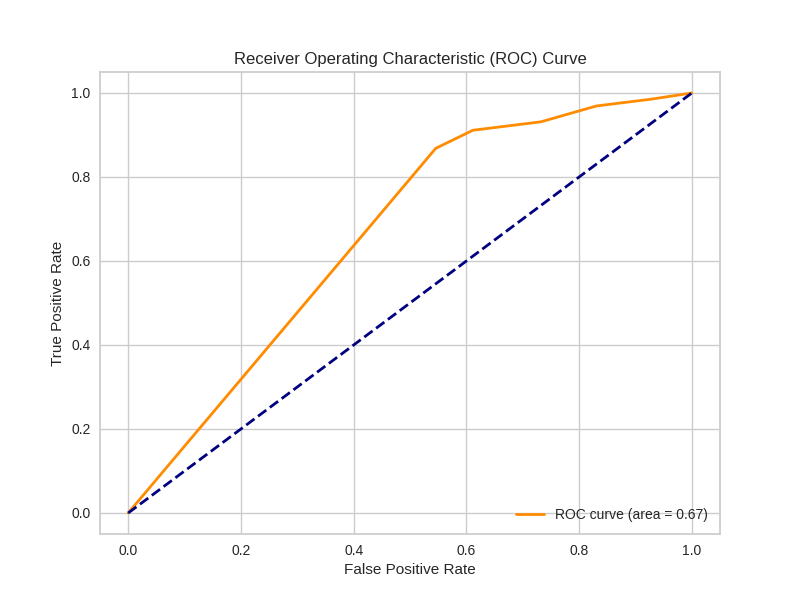 Receiver Operating Characteristic (ROC) Curve
1.0
0.8
0.6
0.4
0.2
0.0
True Positive Rate
ROC curve (area = 0.67)
0.0 0.2 0.4 0.6 0.8 1.0
False Positive Rate